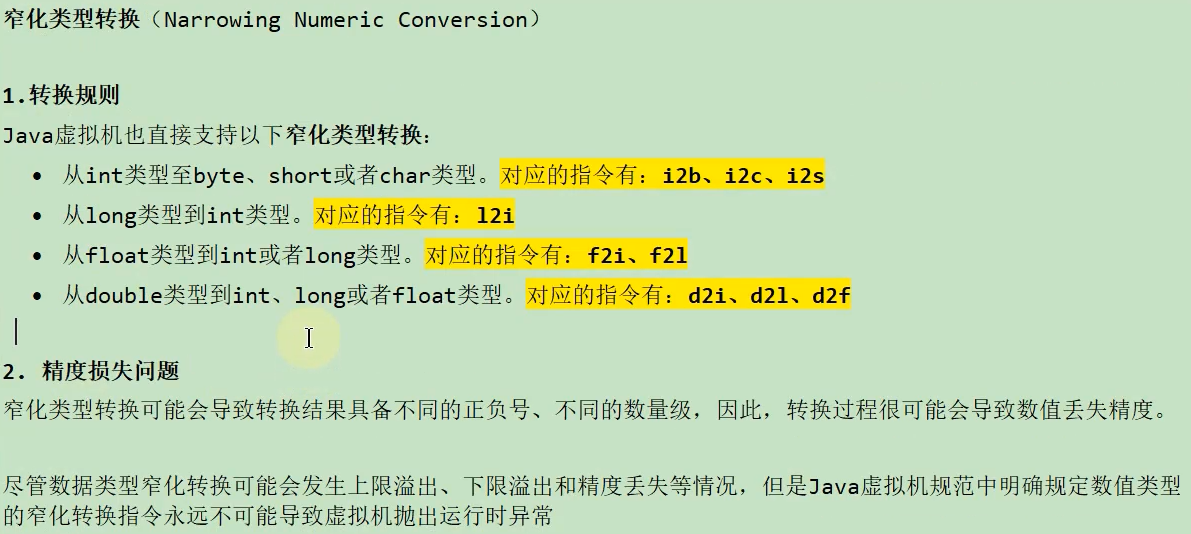 窄化类型转换（Narrowing Numeric Conversion）
1.转换规则
Java虚拟机也直接支持以下窄化类型转换：
• 从int类型至byte、short或者char类型。对应的指令有：i2b、i2c、i2s
• 从long类型到int类型。对应的指令有：l2i
• 从float类型到int或者long类型。对应的指令有：f2i、f2l
• 从double类型到int、long或者float类型。对应的指令有：d2i、d2l、d2f
2. 精度损失问题
窄化类型转换可能会导致转换结果具备不同的正负号、不同的数量级，因此，转换过程很可能会导致数值丢失精度。
尽管数据类型窄化转换可能会发生上限溢出、下限溢出和精度丢失等情况，但是Java虚拟机规范中明确规定数值类型
的窄化转换指令永远不可能导致虚拟机抛出运行时异常